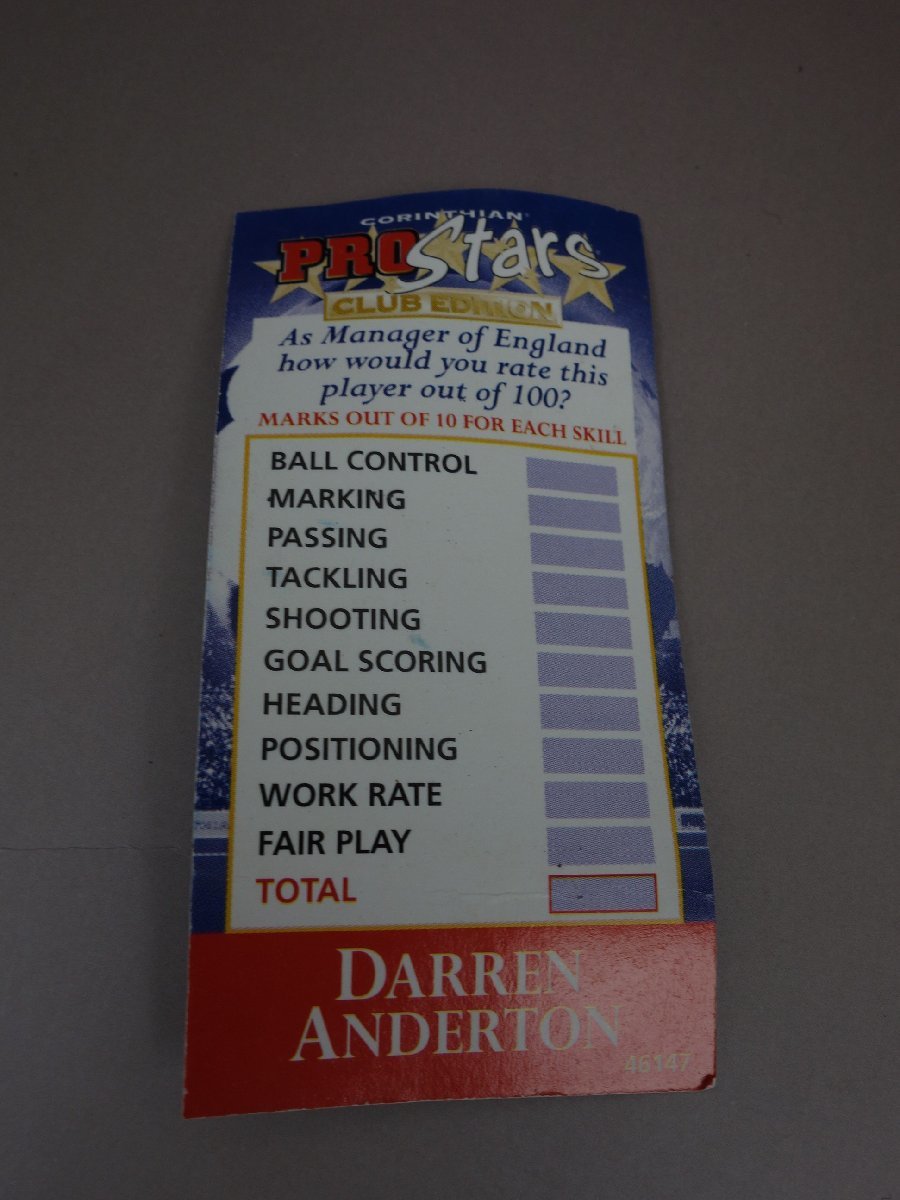 CORINTHIAN
PRO Stars
CLUB EDITION
As Manager of England
how would you rate this
player out of 100?
MARKS OUT OF 10 FOR EACH SKILL
BALL CONTROL
MARKING
PASSING
TACKLING
SHOOTING
GOAL SCORING
HEADING
POSITIONING
WORK RATE
FAIR PLAY
TOTAL
DARREN
ANDERTON
46147